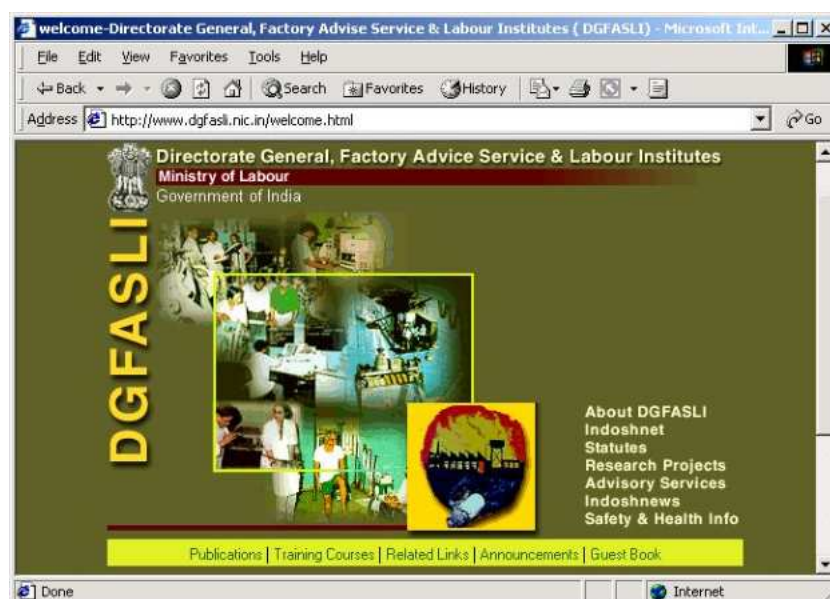 welcome-Directorate General, Factory Advise Service & Labour Institutes ( DGFASLI) - Microsoft Int...
File Edit View Favorites Tools Help
Back Search Favorites History
Address http://www.dgfasli.nic.in/welcome.html Go
Directorate General, Factory Advice Service & Labour Institutes
Ministry of Labour
Government of India
DGFASLI
About DGFASLI
Indoshnet
Statutes
Research Projects
Advisory Services
Indoshnews
Safety & Health Info
Publications | Training Courses | Related Links | Announcements | Guest Book
Done Internet